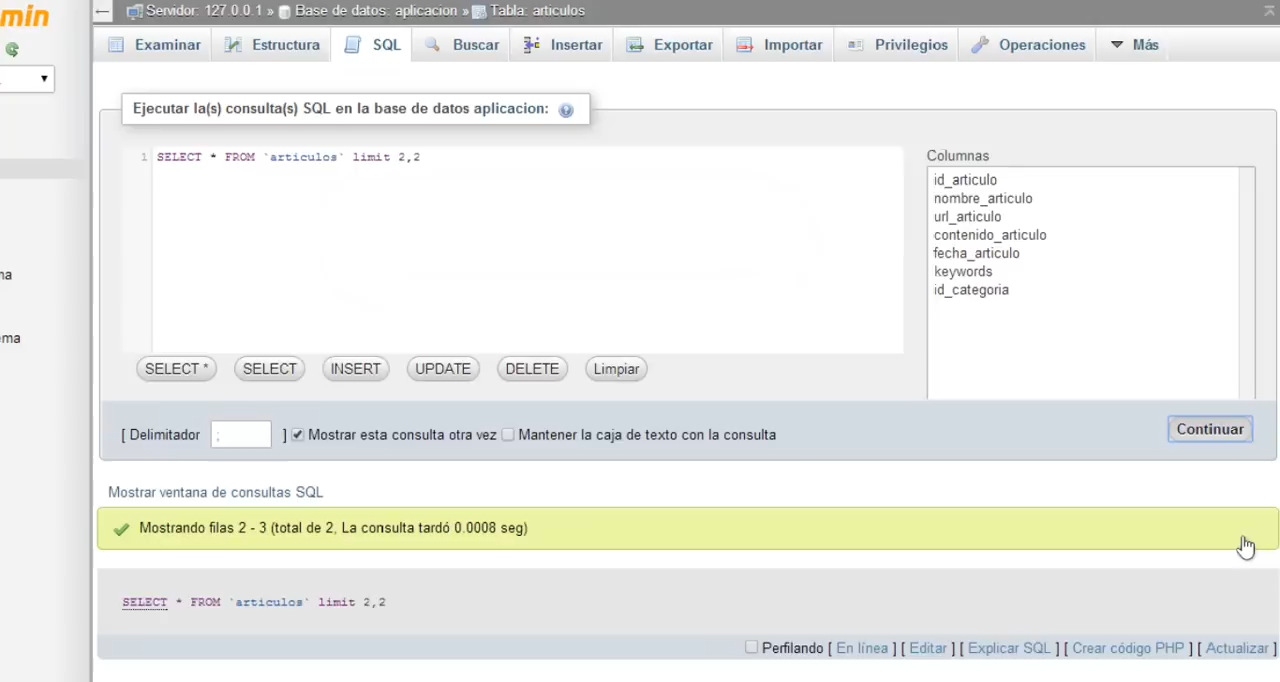 min
Servidor: 127.0.0.1 » Base de datos: aplicacion » Tabla: articulos
Examinar Estructura SQL Buscar Insertar Exportar Importar Privilegios Operaciones Más
Ejecutar la(s) consulta(s) SQL en la base de datos aplicacion:
1 SELECT * FROM `articulos` limit 2,2
Columnas
id_articulo
nombre_articulo
url_articulo
contenido_articulo
fecha_articulo
keywords
id_categoria
ma
ema
SELECT * SELECT INSERT UPDATE DELETE Limpiar
[ Delimitador ; ] Mostrar esta consulta otra vez Mantener la caja de texto con la consulta
Continuar
Mostrar ventana de consultas SQL
Mostrando filas 2 - 3 (total de 2, La consulta tardó 0.0008 seg)
SELECT * FROM `articulos` limit 2,2
Perfilando [ En línea ] [ Editar ] [ Explicar SQL ] [ Crear código PHP ] [ Actualizar ]